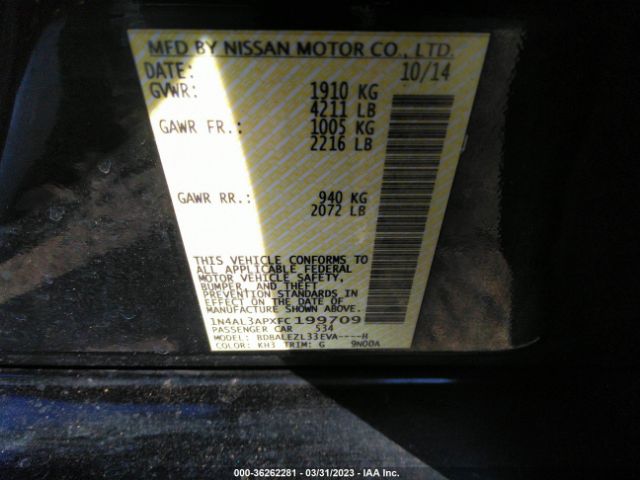 MFD BY NISSAN MOTOR CO., LTD.
DATE: 10/14
GVWR: 1910 KG
4211 LB
GAWR FR.: 1005 KG
2216 LB
GAWR RR.: 940 KG
2072 LB
THIS VEHICLE CONFORMS TO
ALL APPLICABLE FEDERAL
MOTOR VEHICLE SAFETY,
BUMPER, AND THEFT
PREVENTION STANDARDS IN
EFFECT ON THE DATE OF
MANUFACTURE SHOWN ABOVE.
1N4AL3APXFC199709
PASSENGER CAR 534
MODEL: BDBALEZL33EVA----H
COLOR: KH3 TRIM: G 9N00A
000-36262281 - 03/31/2023 - IAA Inc.